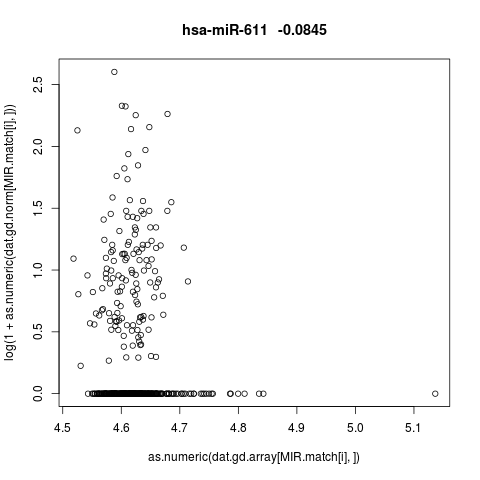 hsa-miR-611 -0.0845
log(1 + as.numeric(dat.gd.norm[MIR.match[i], ]))
2.5
2.0
1.5
1.0
0.5
0.0
4.5 4.6 4.7 4.8 4.9 5.0 5.1
as.numeric(dat.gd.array[MIR.match[i], ])